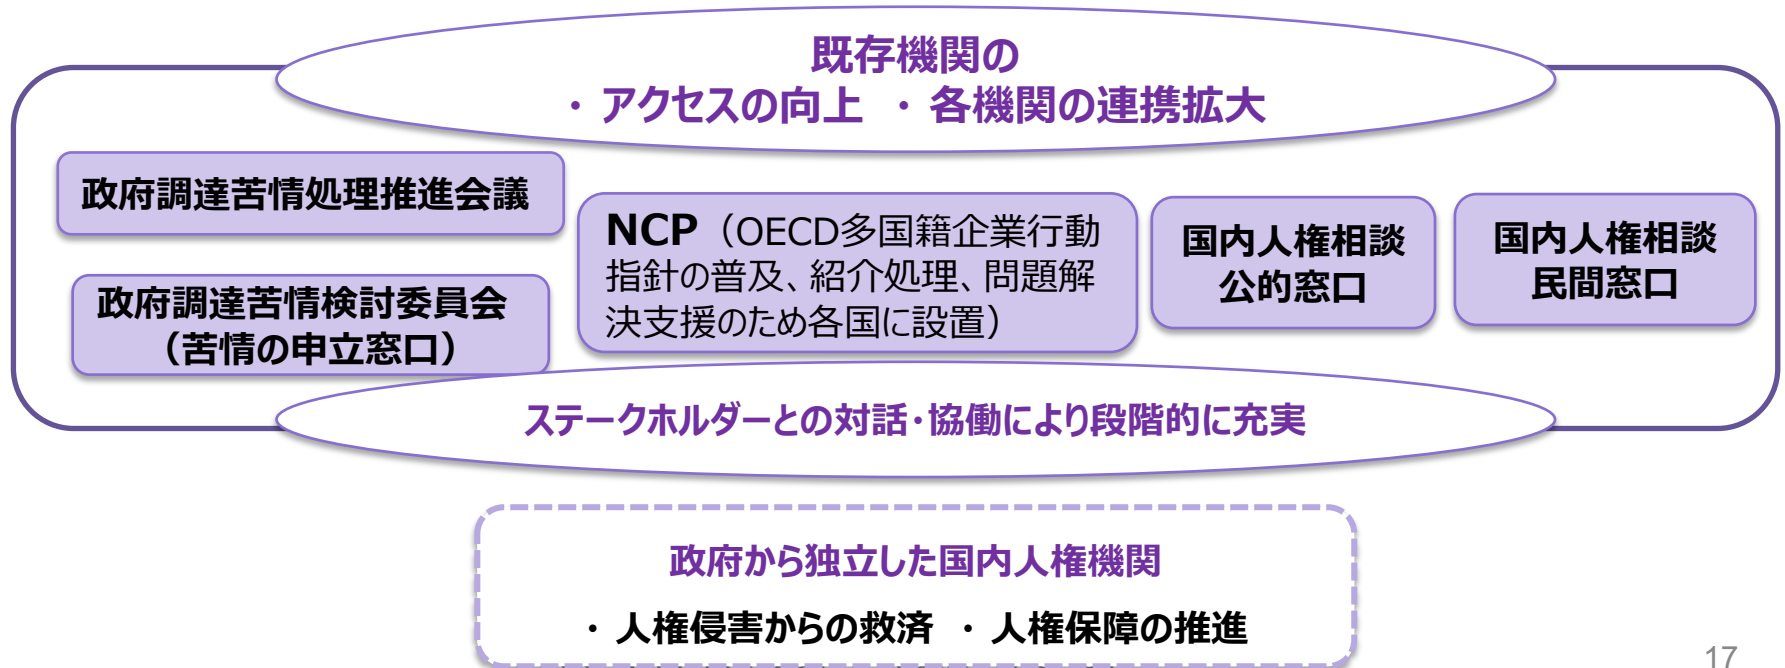 既存機関の
・ アクセスの向上 ・ 各機関の連携拡大
政府調達苦情処理推進会議
政府調達苦情検討委員会
（苦情の申立窓口）
NCP（OECD多国籍企業行動
指針の普及、紹介処理、問題解
決支援のため各国に設置）
国内人権相談
公的窓口
国内人権相談
民間窓口
ステークホルダーとの対話・協働により段階的に充実
政府から独立した国内人権機関
・ 人権侵害からの救済 ・ 人権保障の推進
17